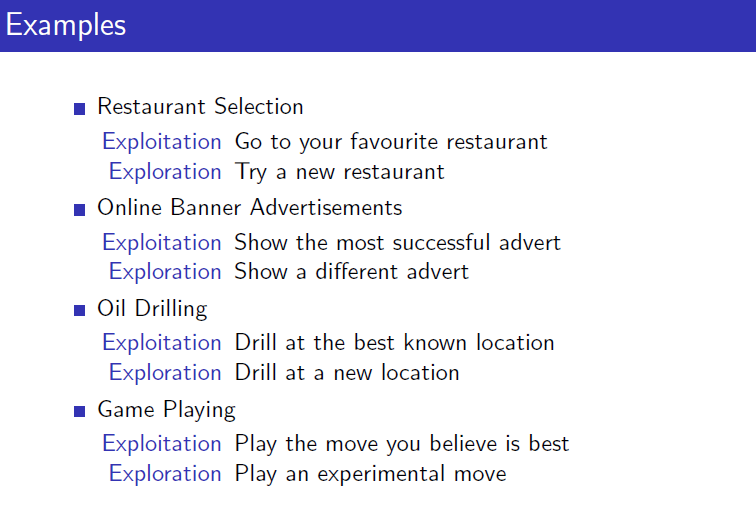 Examples
Restaurant Selection
Exploitation Go to your favourite restaurant
Exploration Try a new restaurant
Online Banner Advertisements
Exploitation Show the most successful advert
Exploration Show a different advert
Oil Drilling
Exploitation Drill at the best known location
Exploration Drill at a new location
Game Playing
Exploitation Play the move you believe is best
Exploration Play an experimental move